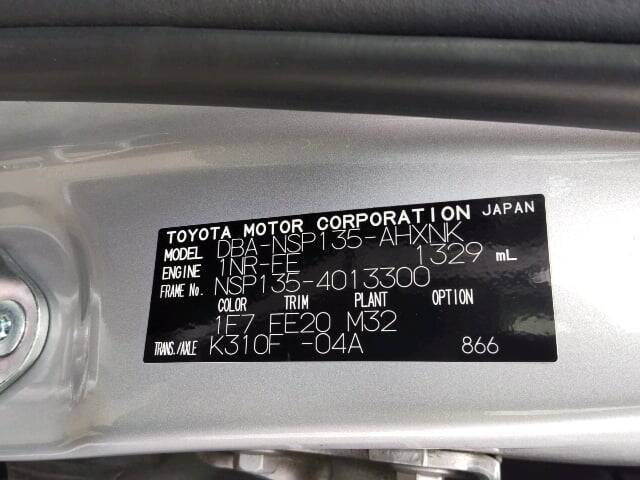 TOYOTA MOTOR CORPORATION JAPAN
MODEL DBA-NSP135-AHXNK
ENGINE 1NR-FE 1329 mL
FRAME No. NSP135-4013300
COLOR TRIM PLANT OPTION
1E7 FE20 M32
TRANS./AXLE K310F -04A 866